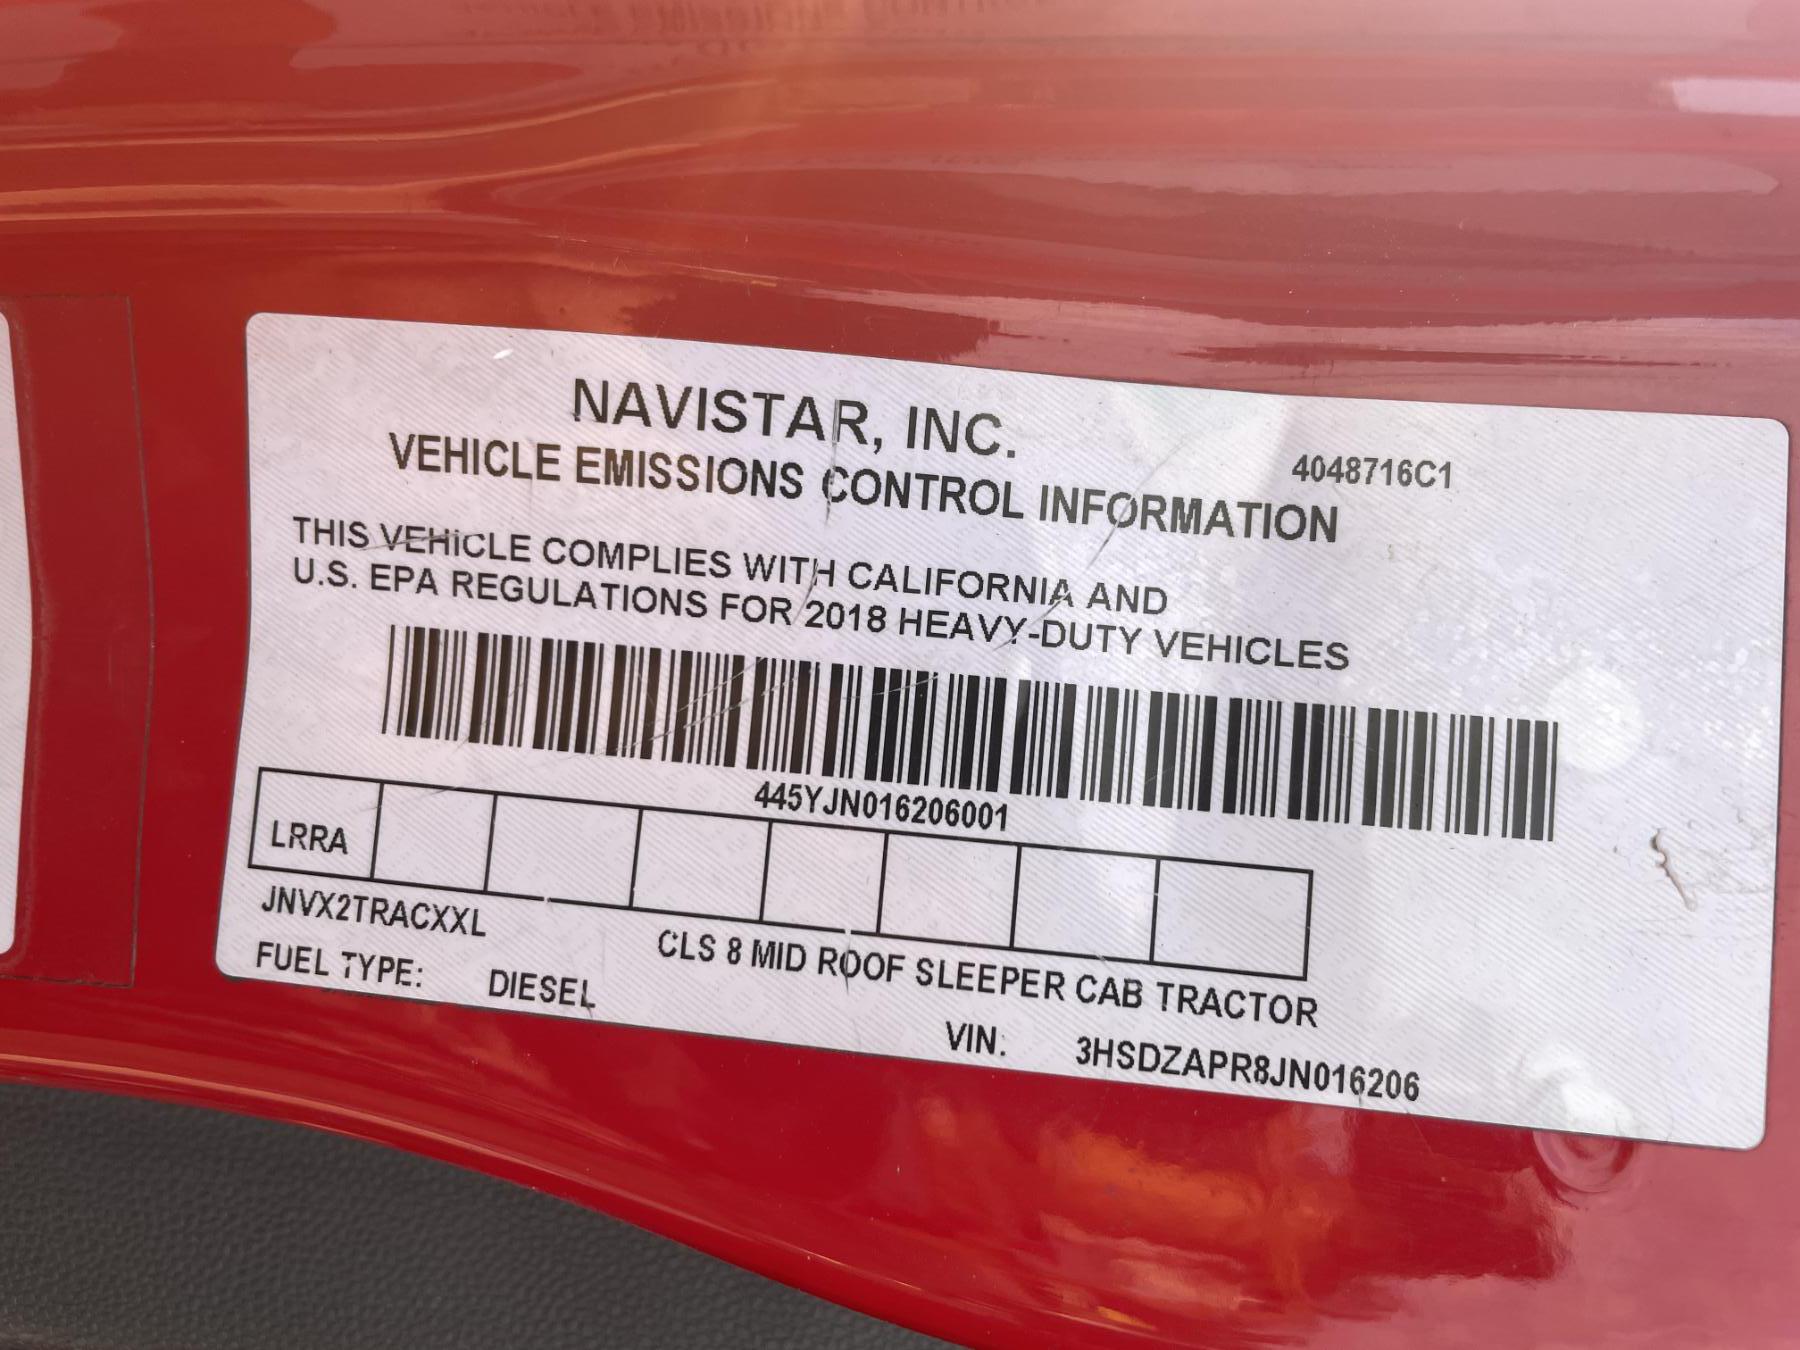 NAVISTAR, INC.
VEHICLE EMISSIONS CONTROL INFORMATION
4048716C1
THIS VEHICLE COMPLIES WITH CALIFORNIA AND
U.S. EPA REGULATIONS FOR 2018 HEAVY-DUTY VEHICLES
445YJN016206001
LRRA
JNVX2TRACXXL
CLS 8 MID ROOF SLEEPER CAB TRACTOR
FUEL TYPE: DIESEL
VIN: 3HSDZAPR8JN016206